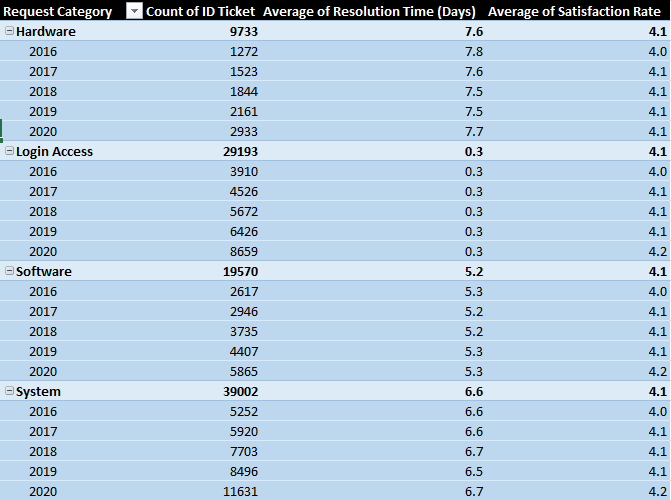 Request Category Count of ID Ticket Average of Resolution Time (Days) Average of Satisfaction Rate
Hardware 9733 7.6 4.1
2016 1272 7.8 4.0
2017 1523 7.6 4.1
2018 1844 7.5 4.1
2019 2161 7.5 4.1
2020 2933 7.7 4.1
Login Access 29193 0.3 4.1
2016 3910 0.3 4.0
2017 4526 0.3 4.1
2018 5672 0.3 4.1
2019 6426 0.3 4.1
2020 8659 0.3 4.2
Software 19570 5.2 4.1
2016 2617 5.3 4.0
2017 2946 5.2 4.1
2018 3735 5.2 4.1
2019 4407 5.3 4.1
2020 5865 5.3 4.2
System 39002 6.6 4.1
2016 5252 6.6 4.0
2017 5920 6.6 4.1
2018 7703 6.7 4.1
2019 8496 6.5 4.1
2020 11631 6.7 4.2